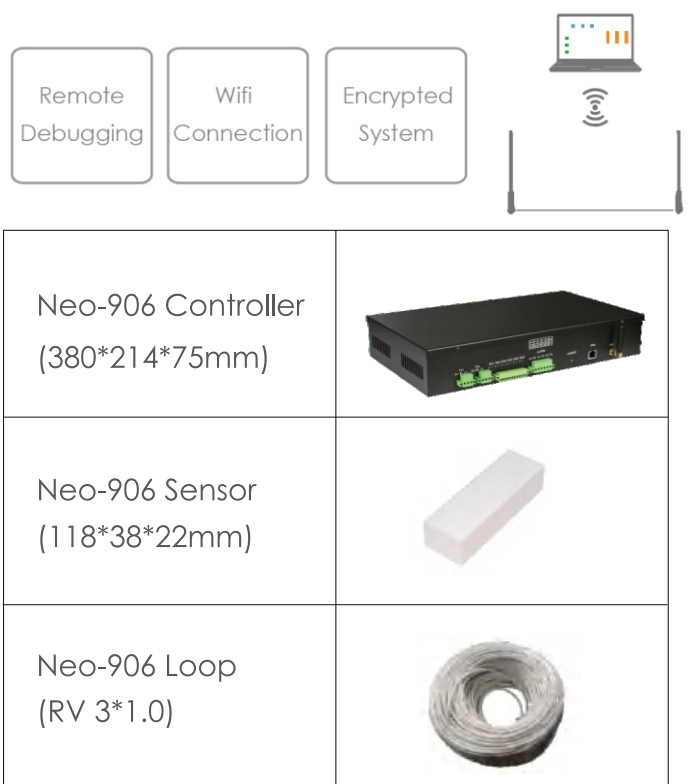 Remote
Debugging
Wifi
Connection
Encrypted
System
Neo-906 Controller
(380*214*75mm)
Neo-906 Sensor
(118*38*22mm)
Neo-906 Loop
(RV 3*1.0)